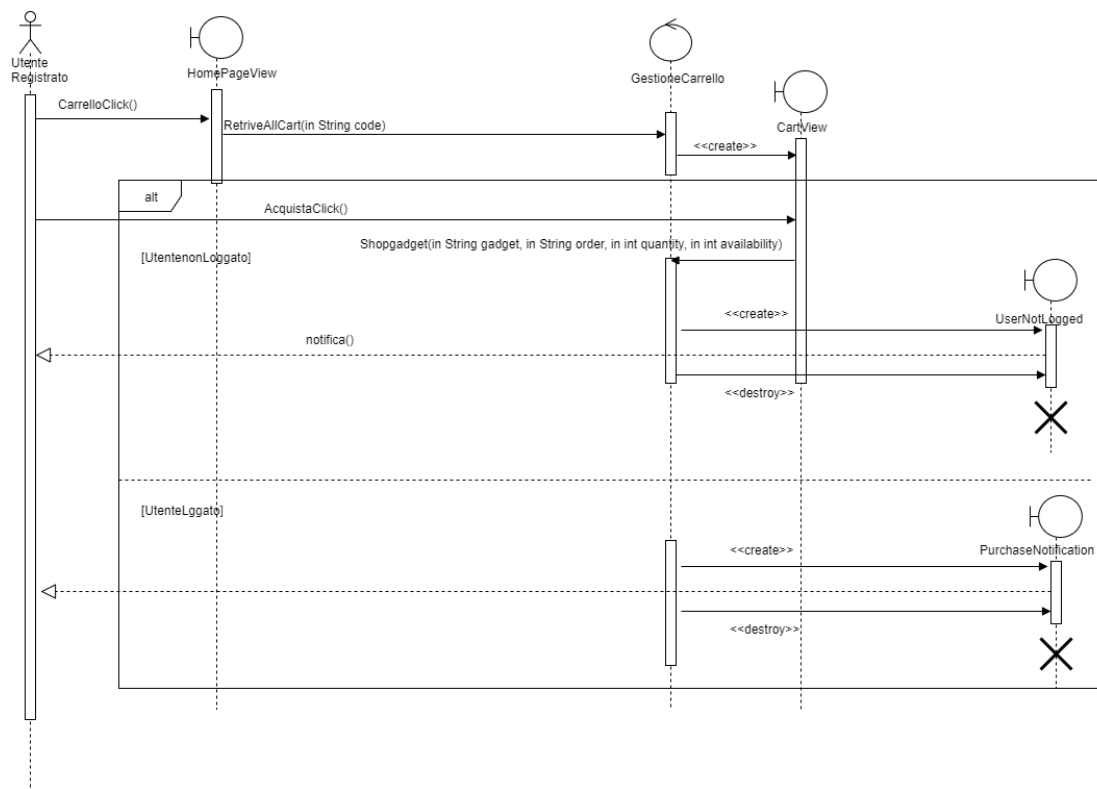 Utente
Registrato
HomePageView
GestioneCarrello
CartView
CarrelloClick()
RetriveAllCart(in String code)
<<create>>
alt
AcquistaClick()
Shopgadget(in String gadget, in String order, in int quantity, in int availability)
[UtentenonLoggato]
<<create>>
UserNotLogged
notifica()
<<destroy>>
[UtenteLggato]
<<create>>
PurchaseNotification
<<destroy>>